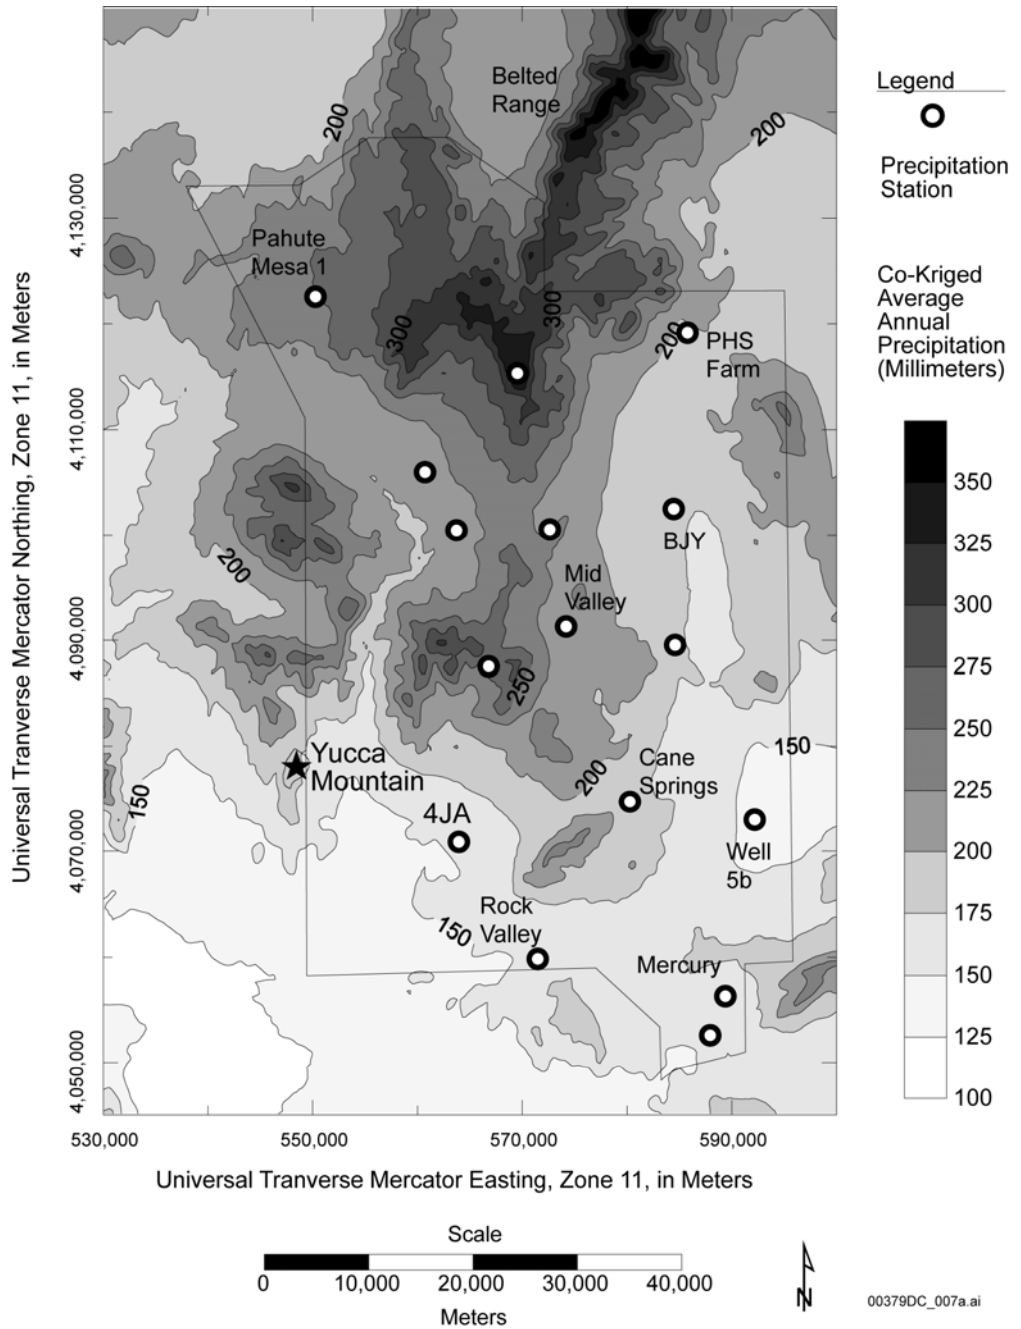 Belted
Range
200
200
Pahute
Mesa 1
300
300
200
PHS
Farm
BJY
200
Mid
Valley
250
Yucca
Mountain
Cane
Springs
200
150
150
4JA
Well
5b
Rock
Valley
150
Mercury
Legend
Precipitation
Station
Co-Kriged
Average
Annual
Precipitation
(Millimeters)
350
325
300
275
250
225
200
175
150
125
100
Universal Tranverse Mercator Northing, Zone 11, in Meters
4,130,000
4,110,000
4,090,000
4,070,000
4,050,000
530,000 550,000 570,000 590,000
Universal Tranverse Mercator Easting, Zone 11, in Meters
Scale
0 10,000 20,000 30,000 40,000
Meters
N
00379DC_007a.ai